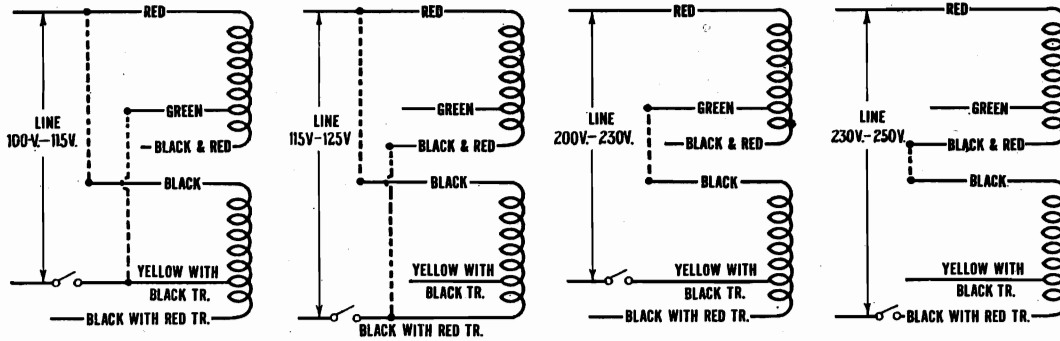 RED
GREEN
LINE
100V.-115V.
BLACK & RED
BLACK
YELLOW WITH
BLACK TR.
BLACK WITH RED TR.
RED
GREEN
LINE
115V-125V
BLACK & RED
BLACK
YELLOW WITH
BLACK TR.
BLACK WITH RED TR.
RED
GREEN
LINE
200V.-230V.
BLACK & RED
BLACK
YELLOW WITH
BLACK TR.
BLACK WITH RED TR.
RED
GREEN
LINE
230V.-250V.
BLACK & RED
BLACK
YELLOW WITH
BLACK TR.
BLACK WITH RED TR.